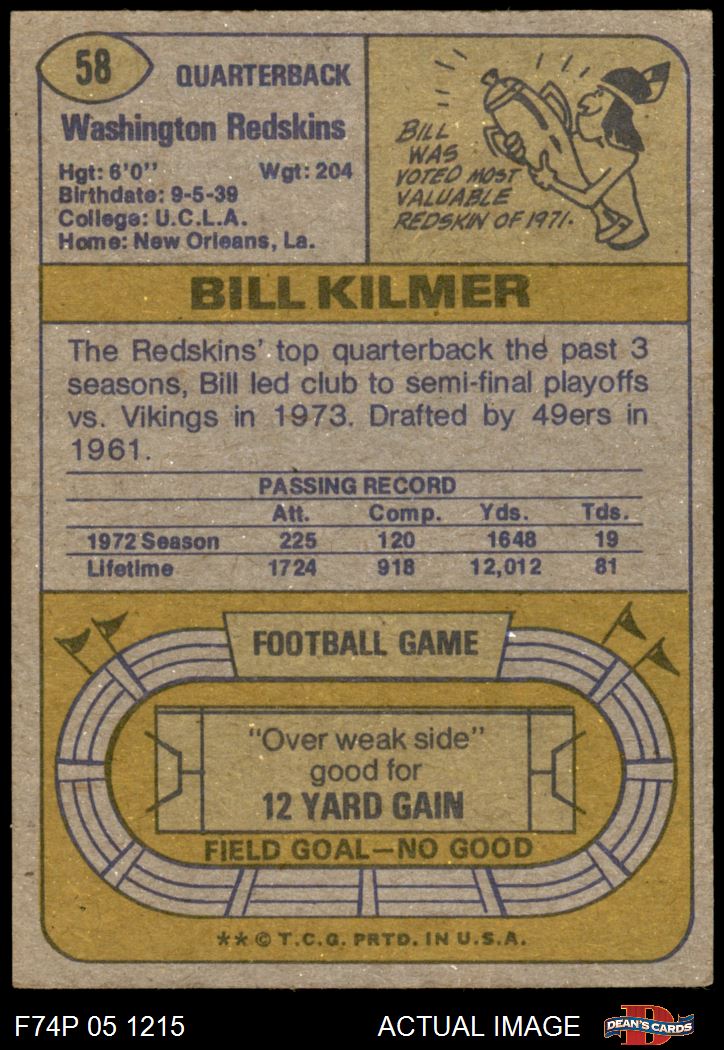 58
QUARTERBACK
Washington Redskins
Hgt: 6'0" Wgt: 204
Birthdate: 9-5-39
College: U.C.L.A.
Home: New Orleans, La.
BILL
WAS
VOTED MOST
VALUABLE
REDSKIN OF 1971.
BILL KILMER
The Redskins' top quarterback the past 3
seasons, Bill led club to semi-final playoffs
vs. Vikings in 1973. Drafted by 49ers in
1961.
PASSING RECORD
Att. Comp. Yds. Tds.
1972 Season 225 120 1648 19
Lifetime 1724 918 12,012 81
FOOTBALL GAME
"Over weak side"
good for
12 YARD GAIN
FIELD GOAL—NO GOOD
** © T.C.G. PRTD. IN U.S.A.
F74P 05 1215 ACTUAL IMAGE D DEAN'S CARDS